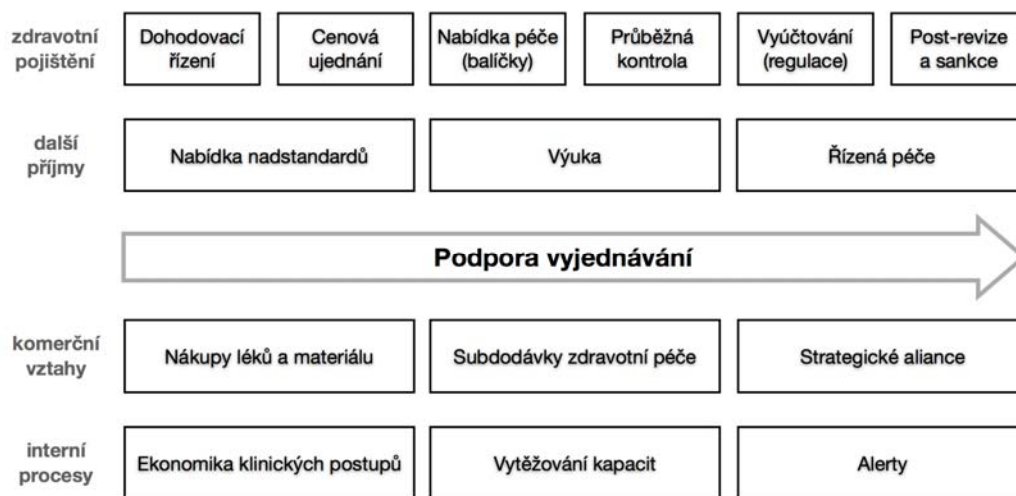 zdravotní
pojištění
Dohodovací
řízení
Cenová
ujednání
Nabídka péče
(balíčky)
Průběžná
kontrola
Vyúčtování
(regulace)
Post-revize
a sankce
další
příjmy
Nabídka nadstandardů
Výuka
Řízená péče
Podpora vyjednávání
komerční
vztahy
Nákupy léků a materiálu
Subdodávky zdravotní péče
Strategické aliance
interní
procesy
Ekonomika klinických postupů
Vytěžování kapacit
Alerty